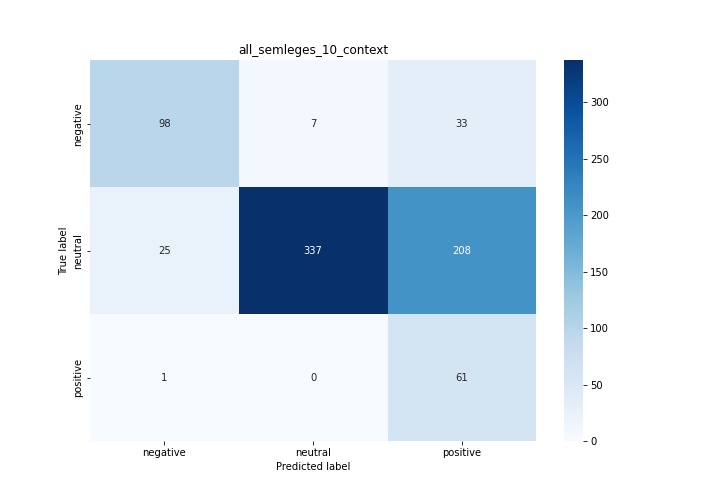 all_semleges_10_context
negative
98
7
33
300
250
True label
neutral
25
337
208
200
150
100
positive
1
0
61
50
0
negative
neutral
positive
Predicted label